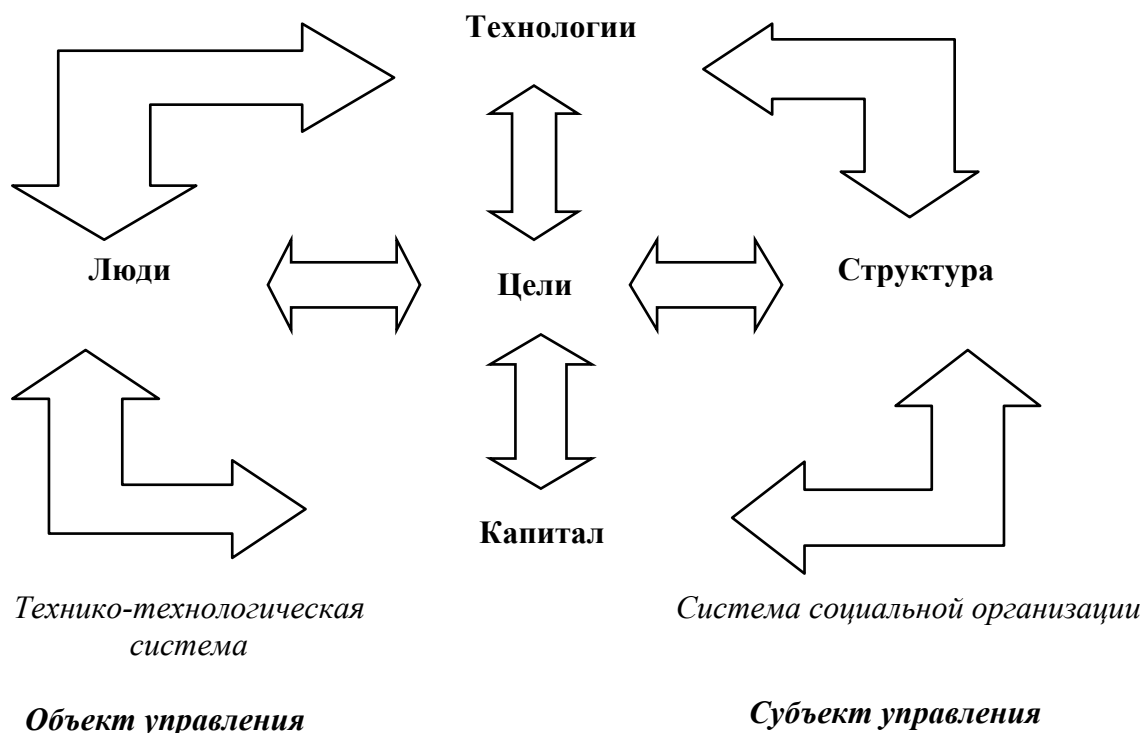 Технологии
Люди
Цели
Структура
Капитал
Технико-технологическая
система
Система социальной организации
Объект управления
Субъект управления